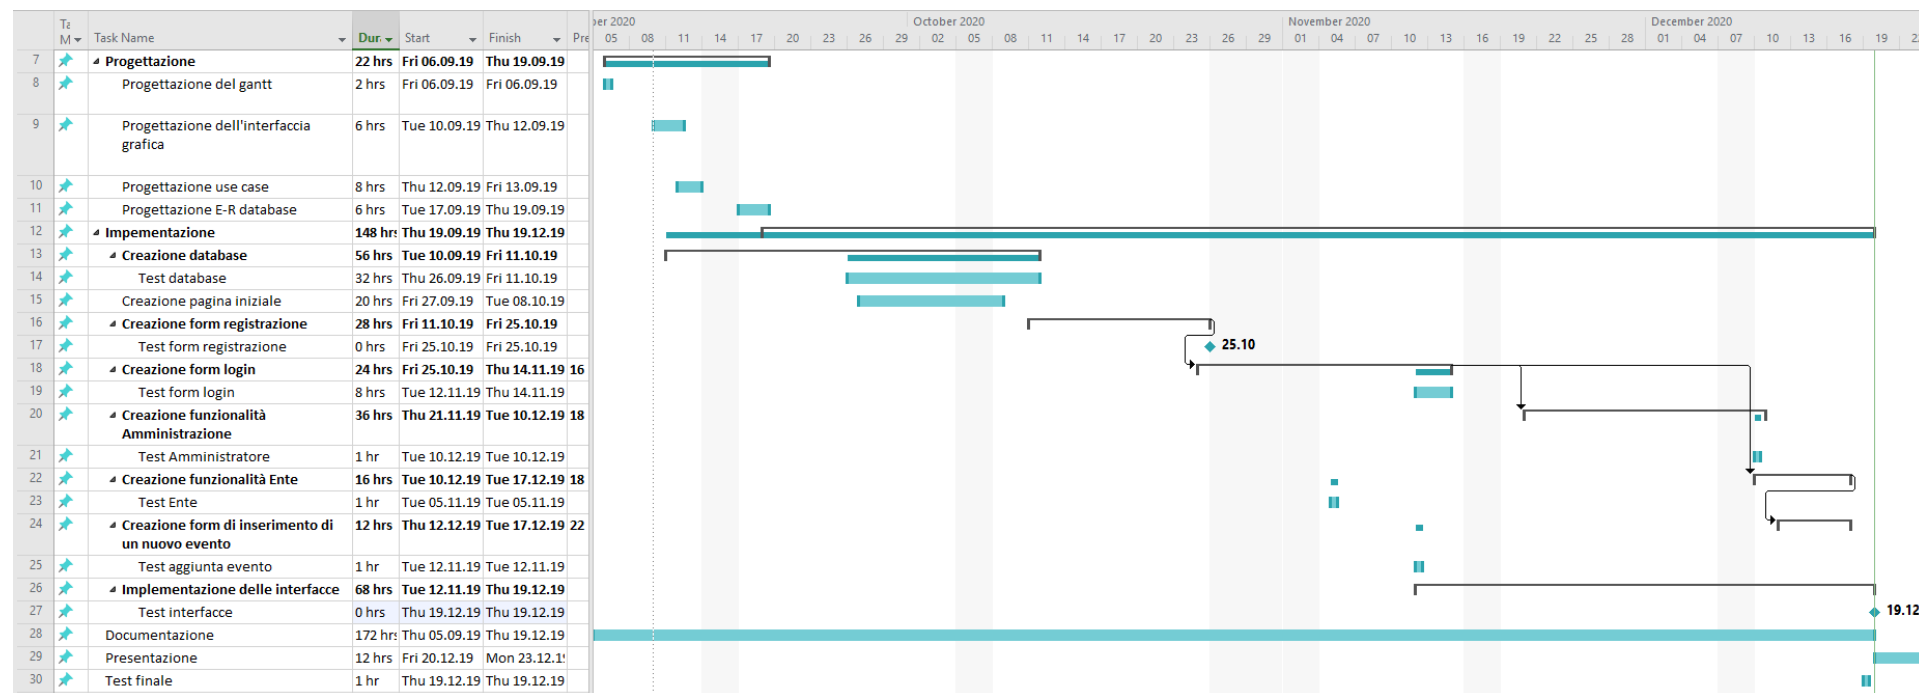 Ta ber 2020 October 2020 November 2020 December 2020
M Task Name Dur. Start Finish Pre 05 08 11 14 17 20 23 26 29 02 05 08 11 14 17 20 23 26 29 01 04 07 10 13 16 19 22 25 28 01 04 07 10 13 16 19 2
7 Progettazione 22 hrs Fri 06.09.19 Thu 19.09.19
8 Progettazione del gantt 2 hrs Fri 06.09.19 Fri 06.09.19
9 Progettazione dell'interfaccia 6 hrs Tue 10.09.19 Thu 12.09.19
grafica
10 Progettazione use case 8 hrs Thu 12.09.19 Fri 13.09.19
11 Progettazione E-R database 6 hrs Tue 17.09.19 Thu 19.09.19
12 Impementazione 148 hrs Thu 19.09.19 Thu 19.12.19
13 Creazione database 56 hrs Tue 10.09.19 Fri 11.10.19
14 Test database 32 hrs Thu 26.09.19 Fri 11.10.19
15 Creazione pagina iniziale 20 hrs Fri 27.09.19 Tue 08.10.19
16 Creazione form registrazione 28 hrs Fri 11.10.19 Fri 25.10.19
17 Test form registrazione 0 hrs Fri 25.10.19 Fri 25.10.19 25.10
18 Creazione form login 24 hrs Fri 25.10.19 Thu 14.11.19 16
19 Test form login 8 hrs Tue 12.11.19 Thu 14.11.19
20 Creazione funzionalità 36 hrs Thu 21.11.19 Tue 10.12.19 18
Amministrazione
21 Test Amministratore 1 hr Tue 10.12.19 Tue 10.12.19
22 Creazione funzionalità Ente 16 hrs Tue 10.12.19 Tue 17.12.19 18
23 Test Ente 1 hr Tue 05.11.19 Tue 05.11.19
24 Creazione form di inserimento di 12 hrs Thu 12.12.19 Tue 17.12.19 22
un nuovo evento
25 Test aggiunta evento 1 hr Tue 12.11.19 Tue 12.11.19
26 Implementazione delle interfacce 68 hrs Tue 12.11.19 Thu 19.12.19
27 Test interfacce 0 hrs Thu 19.12.19 Thu 19.12.19 19.12
28 Documentazione 172 hrs Thu 05.09.19 Thu 19.12.19
29 Presentazione 12 hrs Fri 20.12.19 Mon 23.12.1
30 Test finale 1 hr Thu 19.12.19 Thu 19.12.19